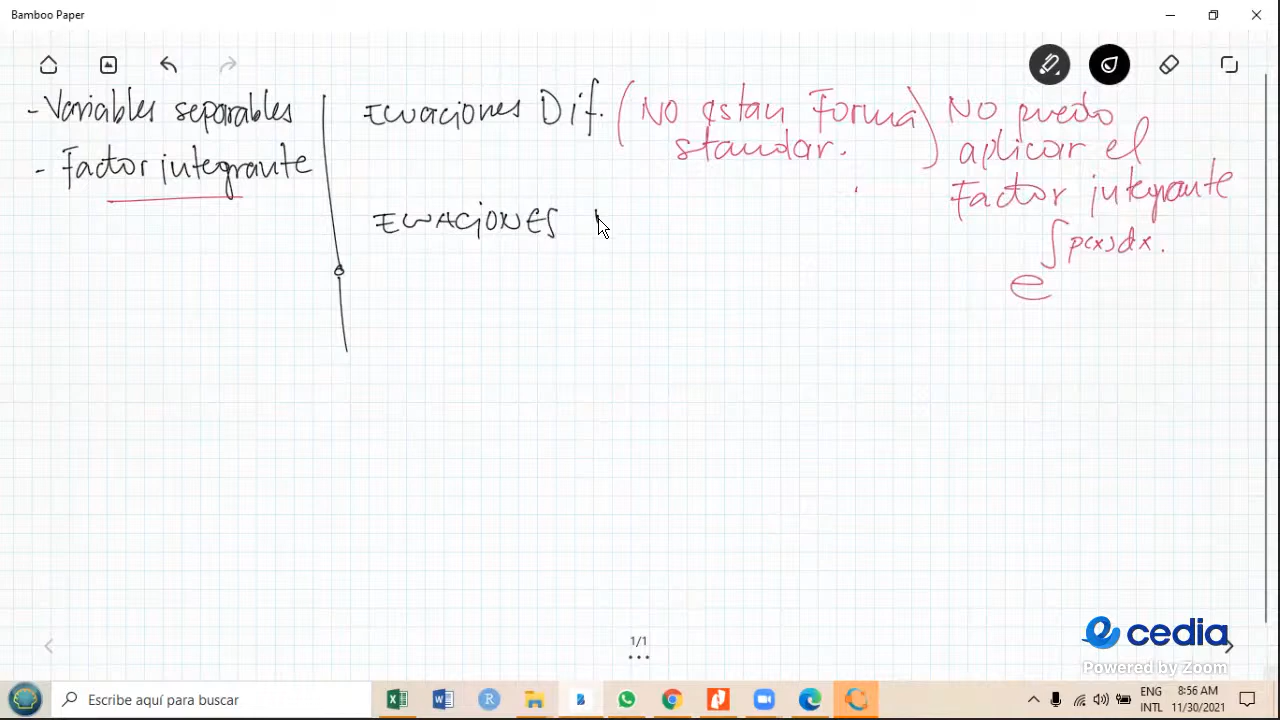 Bamboo Paper
- Variables separables
- Factor integrante
Ecuaciones Dif.
(No estan Forma
standar.)
No puedo
aplicar el
Factor integrante
e^∫p(x)dx.
ECUACIONES
1/1
cedia
Powered by Zoom
Escribe aquí para buscar
ENG
INTL
8:56 AM
11/30/2021